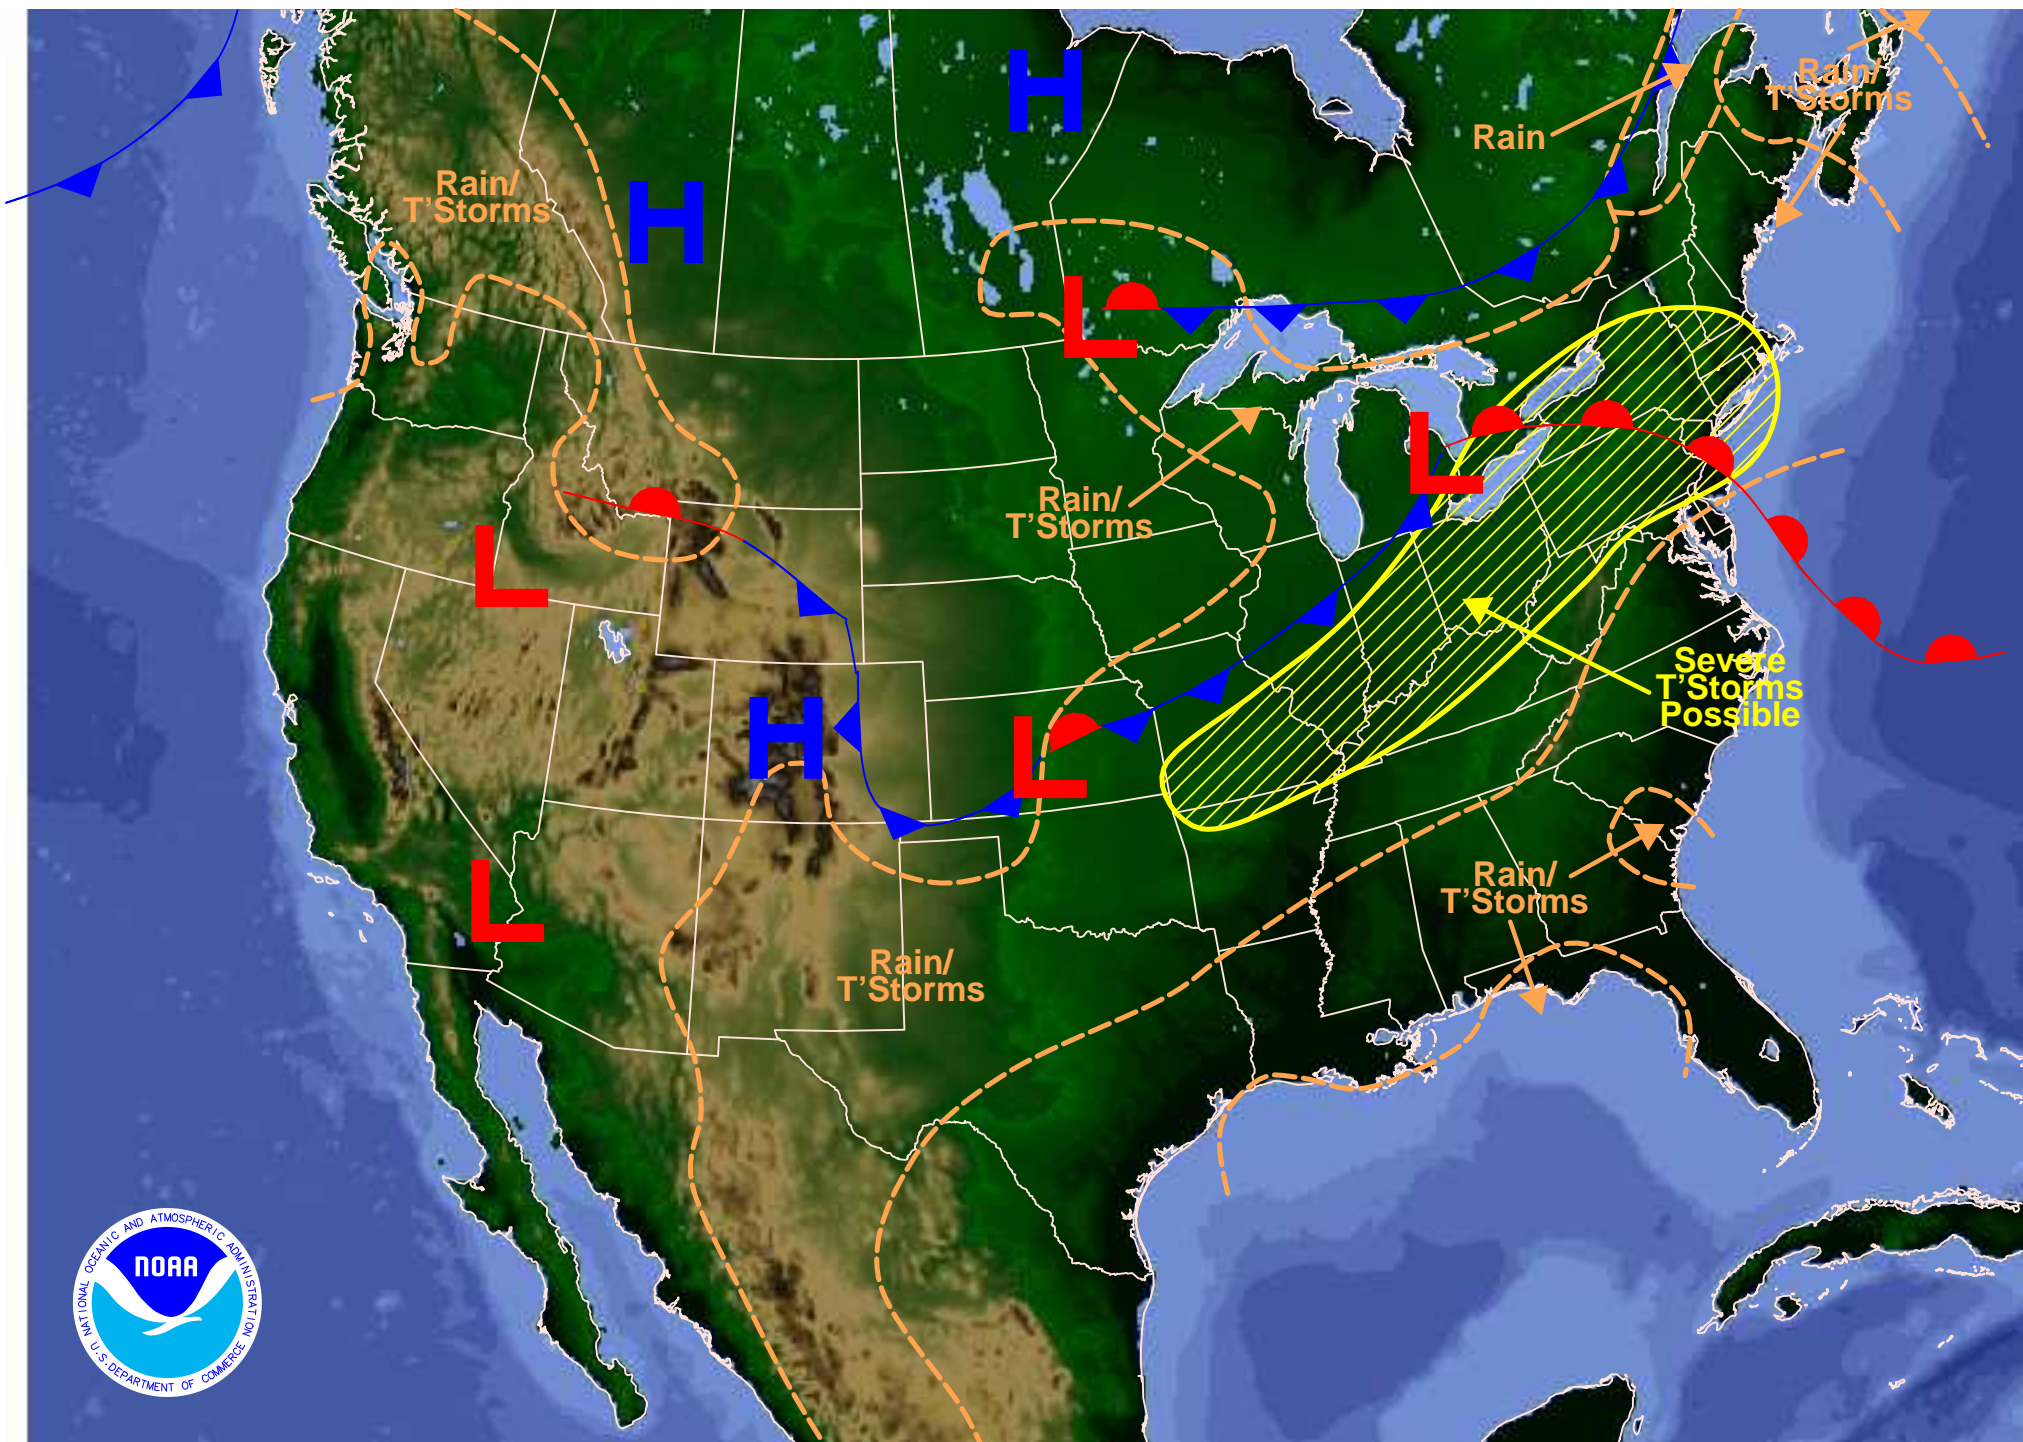 H
Rain/
T'Storms
Rain
Rain/
T'Storms
H
L
L
Rain/
T'Storms
L
Severe
T'Storms
Possible
H
L
Rain/
T'Storms
L
Rain/
T'Storms
NATIONAL OCEANIC AND ATMOSPHERIC ADMINISTRATION
NOAA
U.S. DEPARTMENT OF COMMERCE